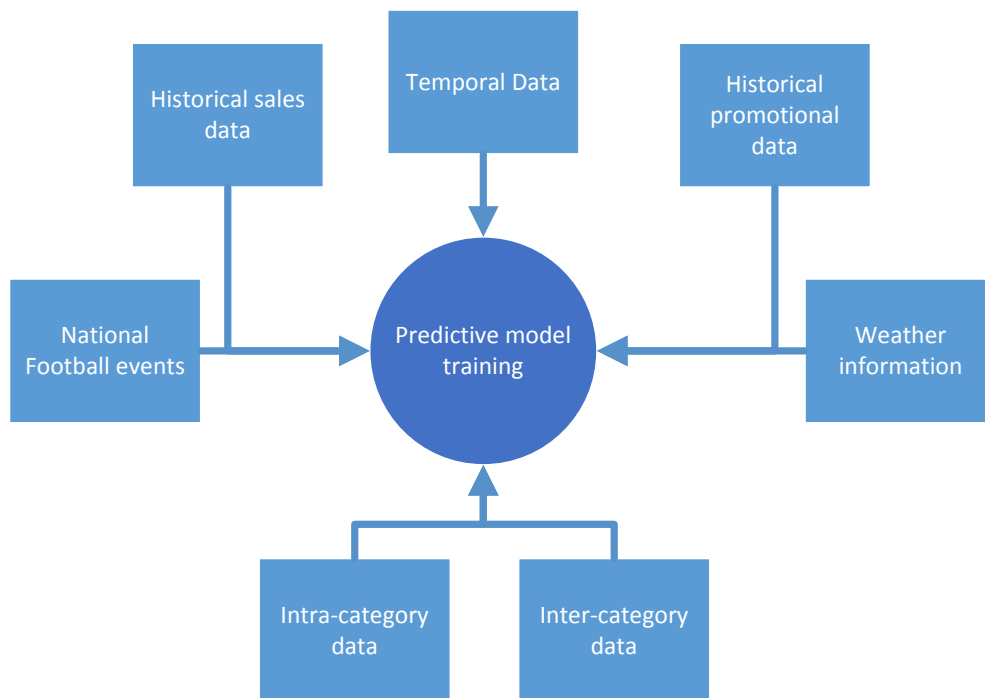 Temporal Data
Historical sales
data
Historical
promotional
data
National
Football events
Predictive model
training
Weather
information
Intra-category
data
Inter-category
data